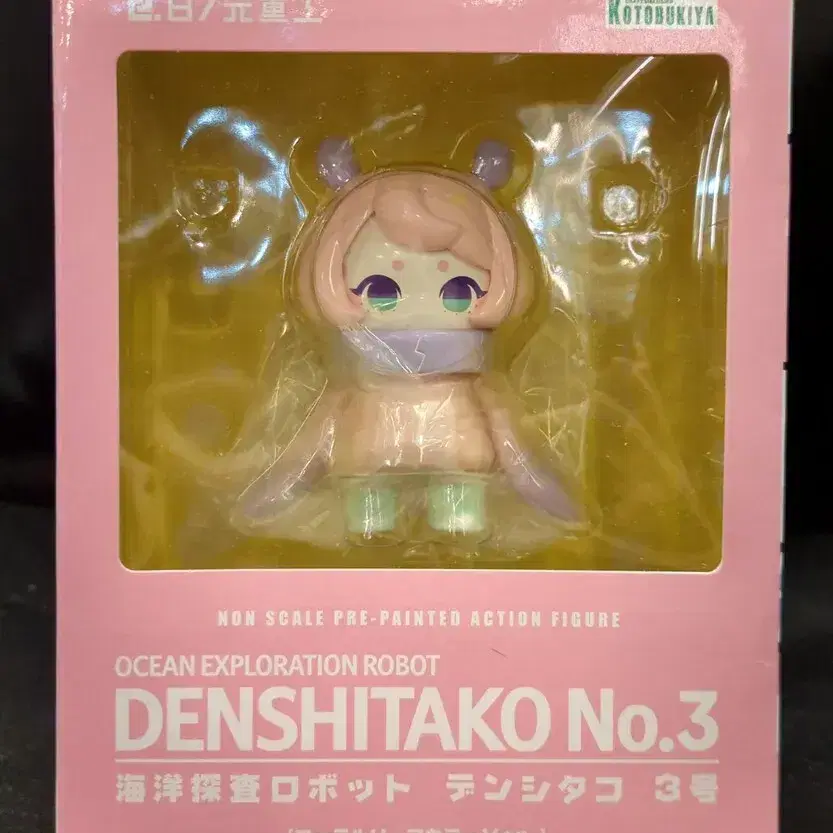 KOTOBUKIYA
NON SCALE PRE-PAINTED ACTION FIGURE
OCEAN EXPLORATION ROBOT
DENSHITAKO No.3
海洋探査ロボット デンシタコ 3号